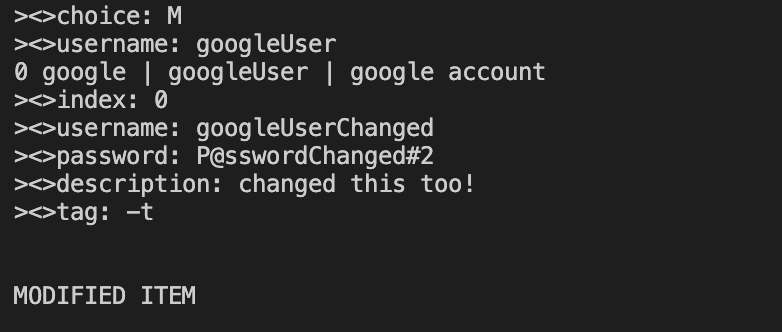 ><>choice: M
><>username: googleUser
0 google | googleUser | google account
><>index: 0
><>username: googleUserChanged
><>password: P@sswordChanged#2
><>description: changed this too!
><>tag: -t
MODIFIED ITEM